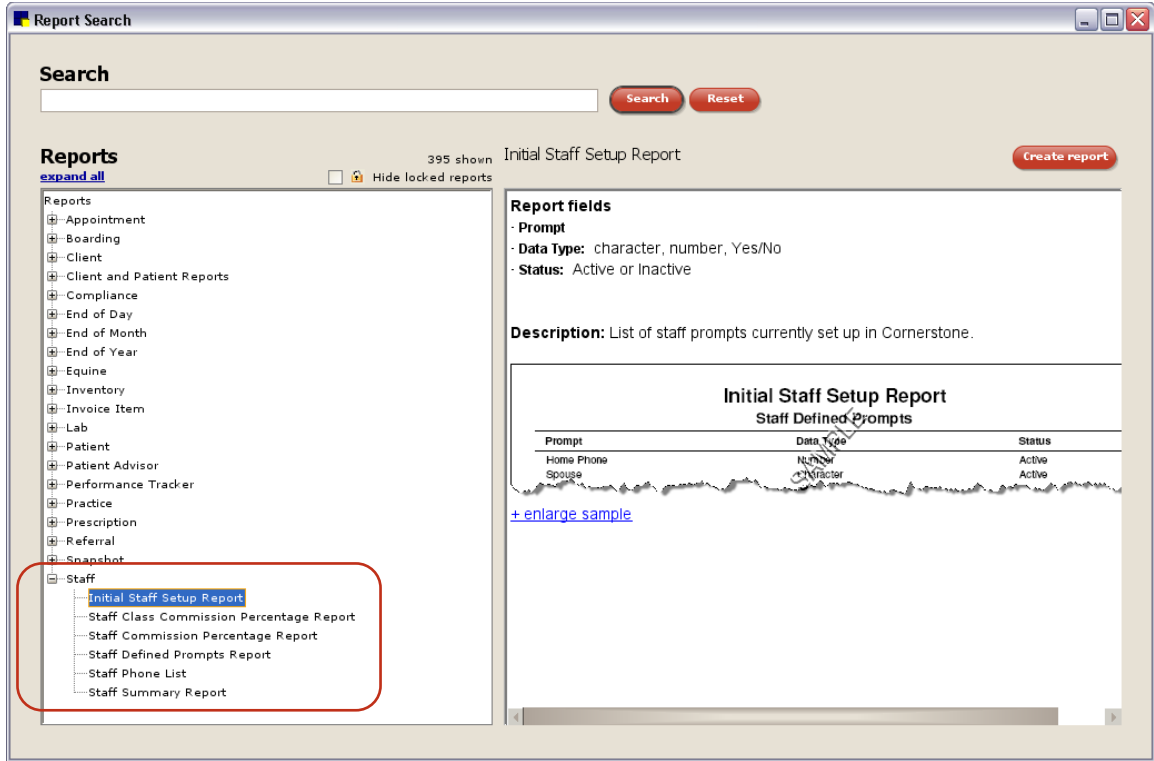 Report Search
Search
Search Reset
Reports
395 shown
expand all
Hide locked reports
Reports
Appointment
Boarding
Client
Client and Patient Reports
Compliance
End of Day
End of Month
End of Year
Equine
Inventory
Invoice Item
Lab
Patient
Patient Advisor
Performance Tracker
Practice
Prescription
Referral
Snapshot
Staff
Initial Staff Setup Report
Staff Class Commission Percentage Report
Staff Commission Percentage Report
Staff Defined Prompts Report
Staff Phone List
Staff Summary Report
Initial Staff Setup Report
Create report
Report fields
· Prompt
· Data Type: character, number, Yes/No
· Status: Active or Inactive
Description: List of staff prompts currently set up in Cornerstone.
Initial Staff Setup Report
Staff Defined Prompts
Prompt Data Type Status
Home Phone Number Active
Spouse Character Active
SAMPLE
+ enlarge sample